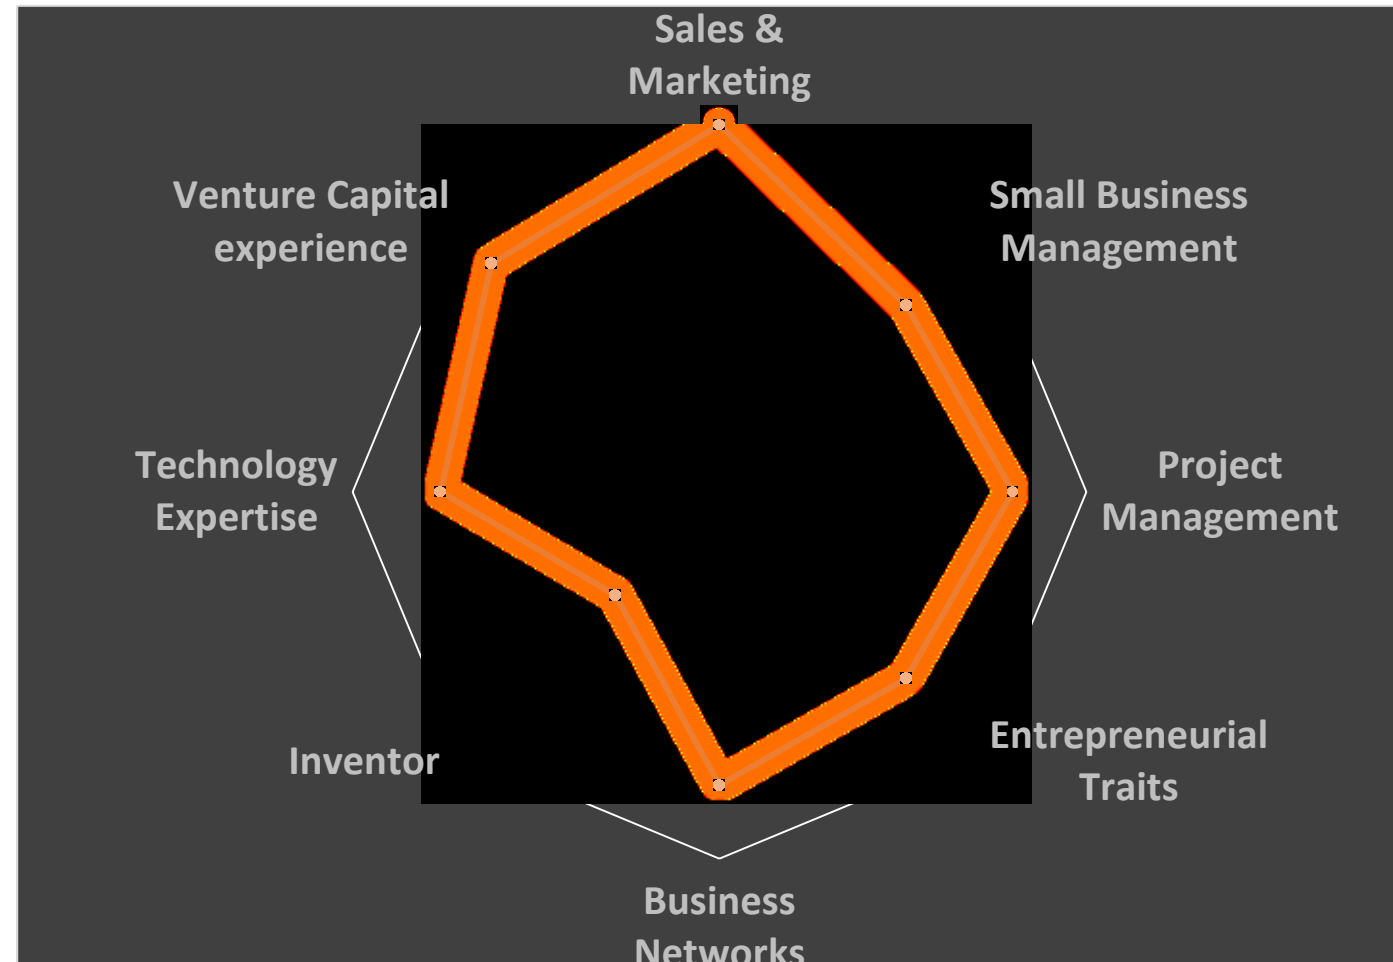 Sales &
Marketing
Small Business
Management
Project
Management
Entrepreneurial
Traits
Business
Networks
Inventor
Technology
Expertise
Venture Capital
experience